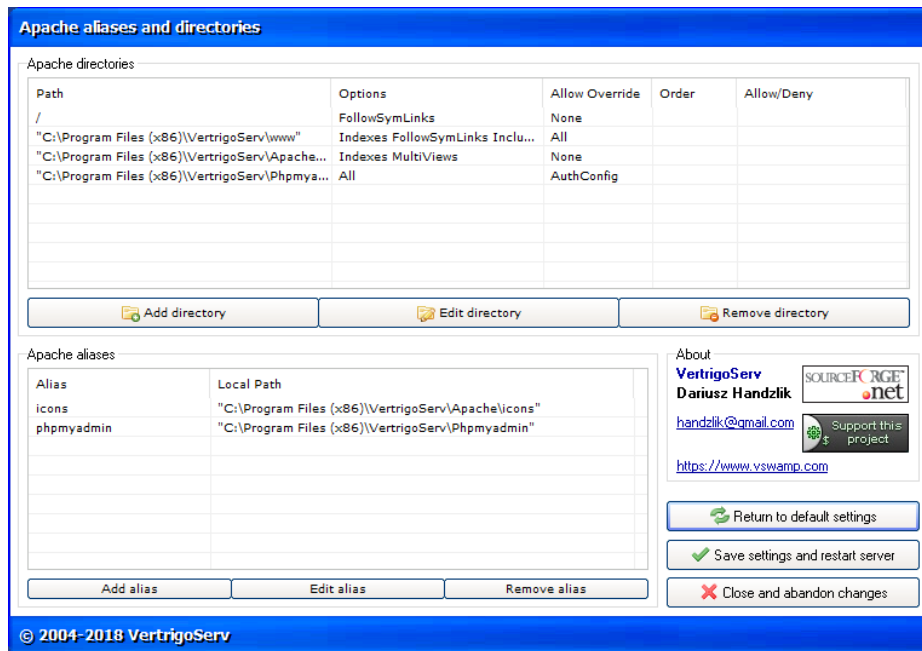 Apache aliases and directories
Apache directories
Path Options Allow Override Order Allow/Deny
/ FollowSymLinks None
"C:\Program Files (x86)\VertrigoServ\www" Indexes FollowSymLinks Inclu... All
"C:\Program Files (x86)\VertrigoServ\Apache... Indexes MultiViews None
"C:\Program Files (x86)\VertrigoServ\Phpmya... All AuthConfig
Add directory Edit directory Remove directory
Apache aliases
Alias Local Path
icons "C:\Program Files (x86)\VertrigoServ\Apache\icons"
phpmyadmin "C:\Program Files (x86)\VertrigoServ\Phpmyadmin"
Add alias Edit alias Remove alias
About
VertrigoServ
Dariusz Handzlik
SOURCEFORGE™
.net
handzlik@gmail.com
$ Support this
project
https://www.vswamp.com
Return to default settings
Save settings and restart server
Close and abandon changes
© 2004-2018 VertrigoServ